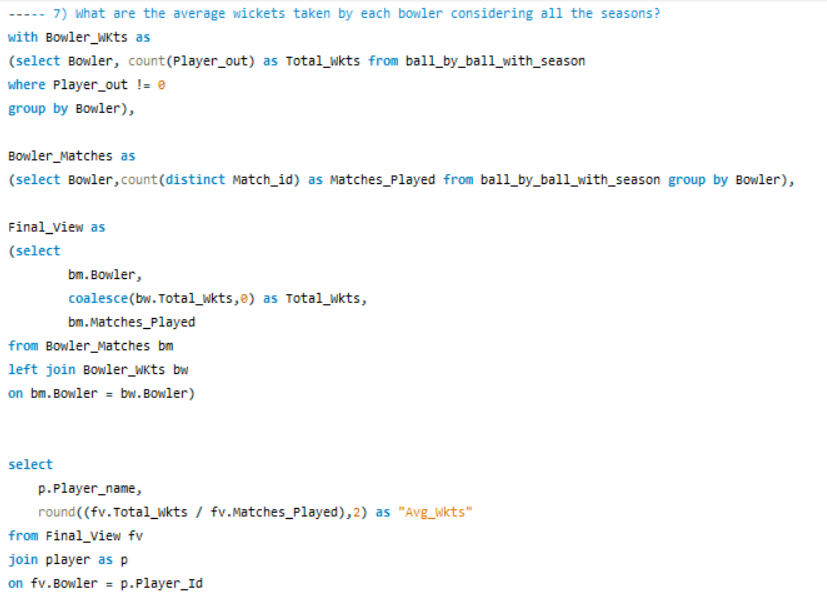 ----- 7) What are the average wickets taken by each bowler considering all the seasons?
with Bowler_WKts as
(select Bowler, count(Player_out) as Total_Wkts from ball_by_ball_with_season
where Player_out != 0
group by Bowler),
Bowler_Matches as
(select Bowler,count(distinct Match_id) as Matches_Played from ball_by_ball_with_season group by Bowler),
Final_View as
(select
bm.Bowler,
coalesce(bw.Total_Wkts,0) as Total_Wkts,
bm.Matches_Played
from Bowler_Matches bm
left join Bowler_WKts bw
on bm.Bowler = bw.Bowler)
select
p.Player_name,
round((fv.Total_Wkts / fv.Matches_Played),2) as "Avg_Wkts"
from Final_View fv
join player as p
on fv.Bowler = p.Player_Id